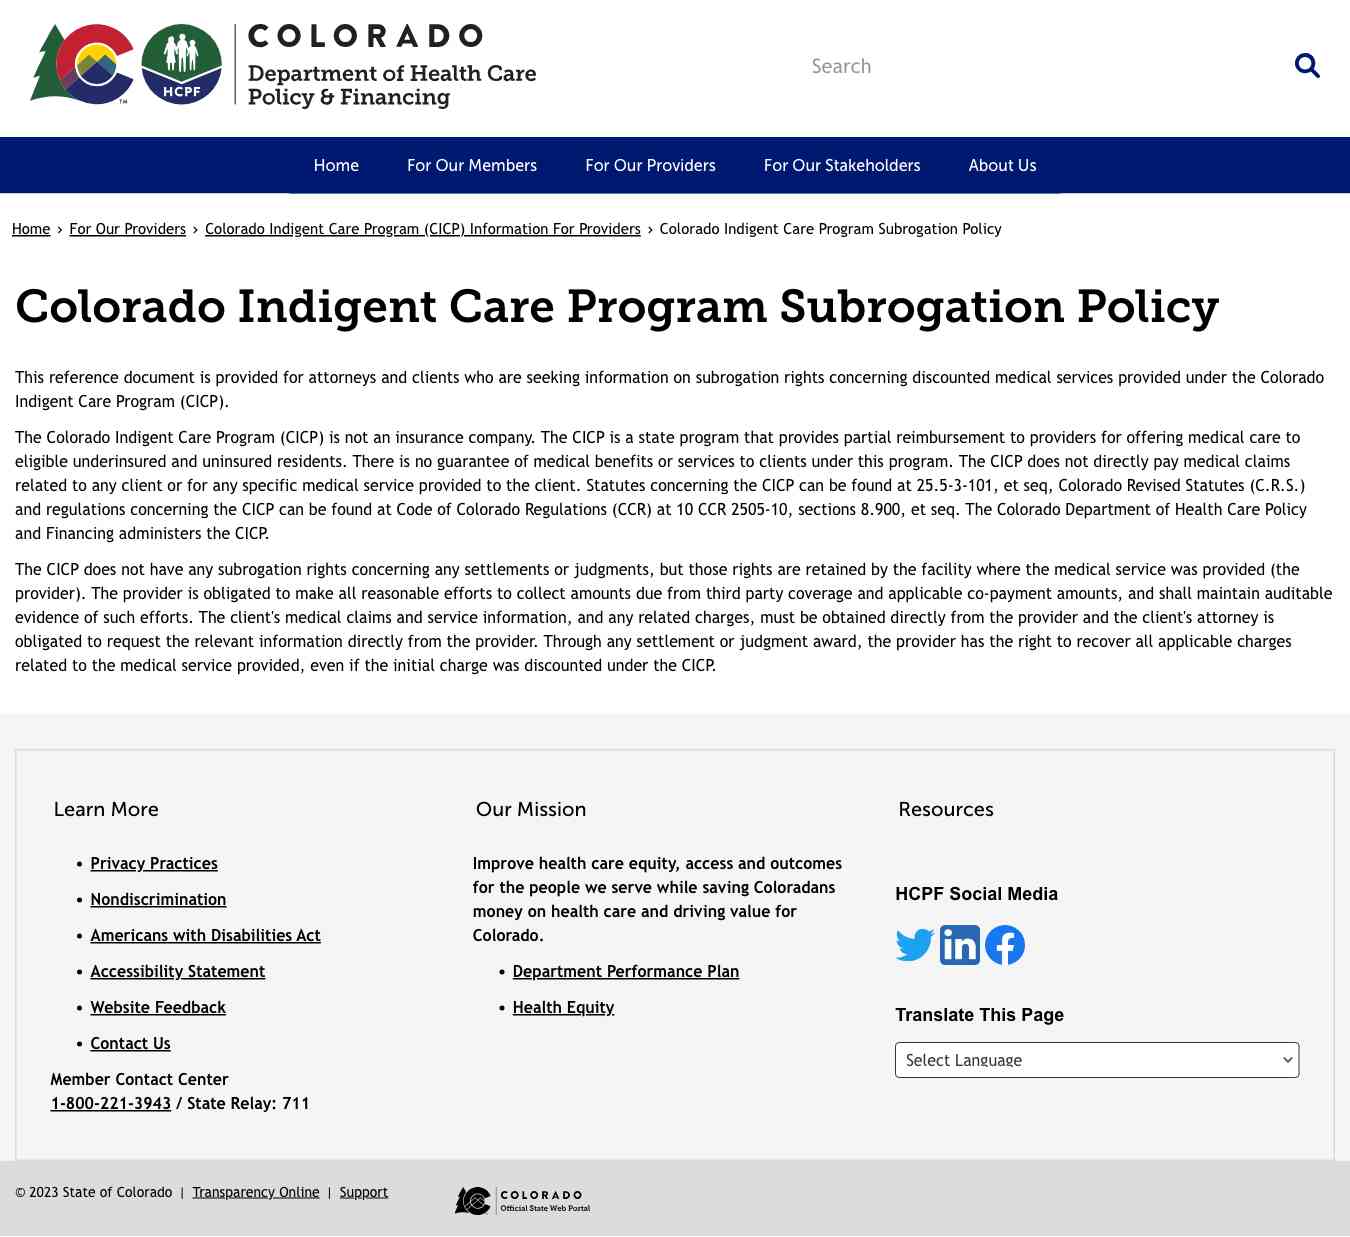 COLORADO
Department of Health Care
Policy & Financing
HCPF
TM
Search
Home
For Our Members
For Our Providers
For Our Stakeholders
About Us
Home › For Our Providers › Colorado Indigent Care Program (CICP) Information For Providers › Colorado Indigent Care Program Subrogation Policy
Colorado Indigent Care Program Subrogation Policy
This reference document is provided for attorneys and clients who are seeking information on subrogation rights concerning discounted medical services provided under the Colorado
Indigent Care Program (CICP).
The Colorado Indigent Care Program (CICP) is not an insurance company. The CICP is a state program that provides partial reimbursement to providers for offering medical care to
eligible underinsured and uninsured residents. There is no guarantee of medical benefits or services to clients under this program. The CICP does not directly pay medical claims
related to any client or for any specific medical service provided to the client. Statutes concerning the CICP can be found at 25.5-3-101, et seq, Colorado Revised Statutes (C.R.S.)
and regulations concerning the CICP can be found at Code of Colorado Regulations (CCR) at 10 CCR 2505-10, sections 8.900, et seq. The Colorado Department of Health Care Policy
and Financing administers the CICP.
The CICP does not have any subrogation rights concerning any settlements or judgments, but those rights are retained by the facility where the medical service was provided (the
provider). The provider is obligated to make all reasonable efforts to collect amounts due from third party coverage and applicable co-payment amounts, and shall maintain auditable
evidence of such efforts. The client's medical claims and service information, and any related charges, must be obtained directly from the provider and the client's attorney is
obligated to request the relevant information directly from the provider. Through any settlement or judgment award, the provider has the right to recover all applicable charges
related to the medical service provided, even if the initial charge was discounted under the CICP.
Learn More
• Privacy Practices
• Nondiscrimination
• Americans with Disabilities Act
• Accessibility Statement
• Website Feedback
• Contact Us
Member Contact Center
1-800-221-3943 / State Relay: 711
Our Mission
Improve health care equity, access and outcomes
for the people we serve while saving Coloradans
money on health care and driving value for
Colorado.
• Department Performance Plan
• Health Equity
Resources
HCPF Social Media
in
Translate This Page
Select Language
© 2023 State of Colorado | Transparency Online | Support
COLORADO
Official State Web Portal